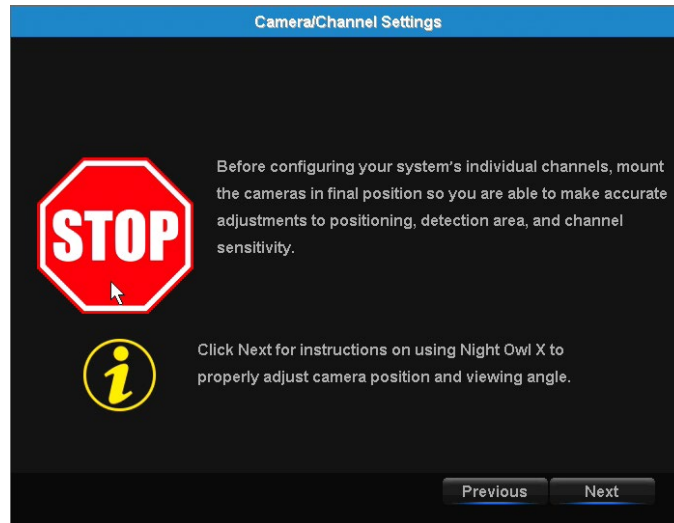 Camera/Channel Settings
STOP
Before configuring your system's individual channels, mount
the cameras in final position so you are able to make accurate
adjustments to positioning, detection area, and channel
sensitivity.
i
Click Next for instructions on using Night Owl X to
properly adjust camera position and viewing angle.
Previous
Next